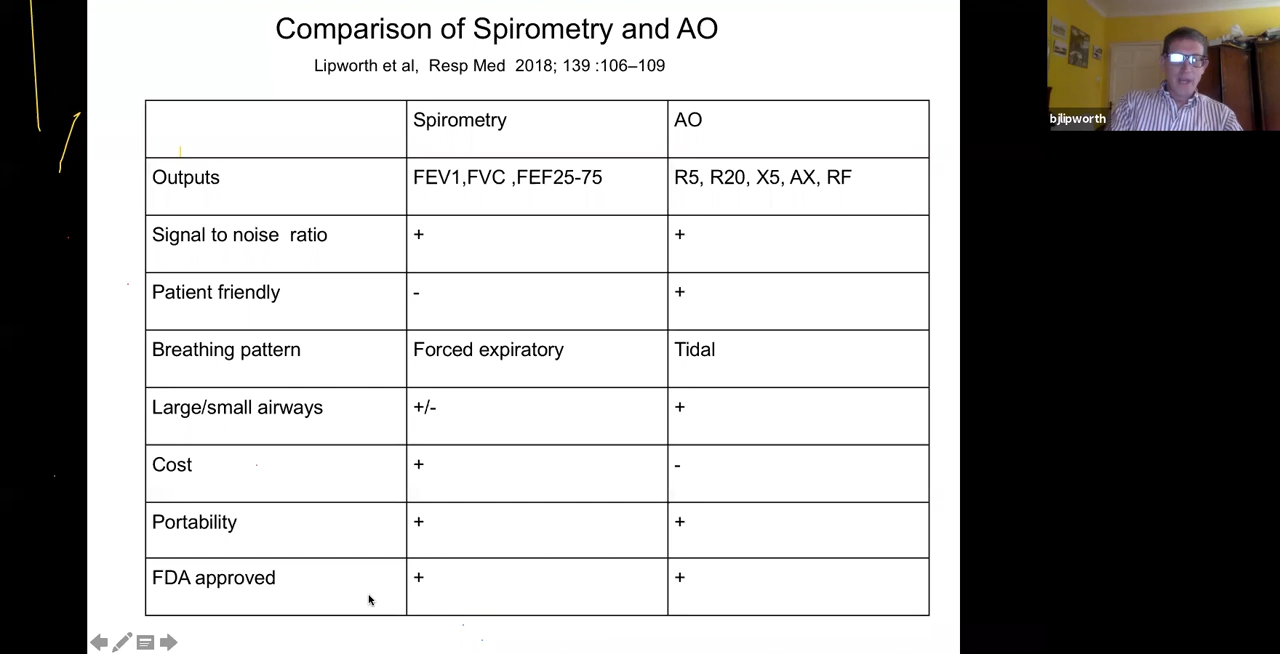 Comparison of Spirometry and AO
Lipworth et al, Resp Med 2018; 139 :106–109
bjlipworth
Spirometry AO
Outputs FEV1,FVC ,FEF25-75 R5, R20, X5, AX, RF
Signal to noise ratio + +
Patient friendly - +
Breathing pattern Forced expiratory Tidal
Large/small airways +/- +
Cost + -
Portability + +
FDA approved + +